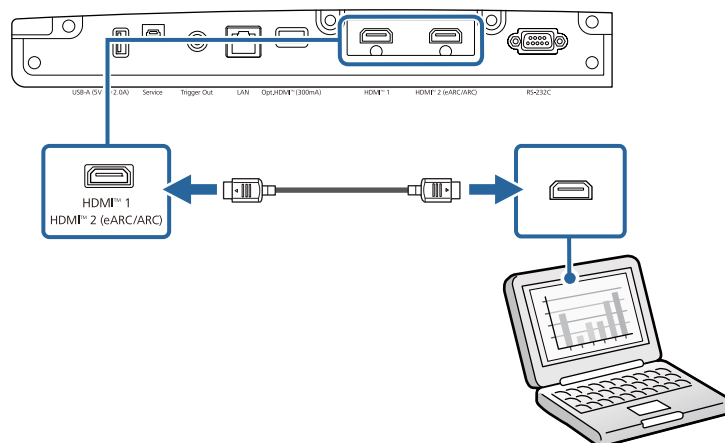 USB-A (5V⎓2.0A) Service Trigger Out LAN Opt.HDMI™(300mA) HDMI™ 1 HDMI™ 2 (eARC/ARC) RS-232C
HDMI™ 1
HDMI™ 2 (eARC/ARC)